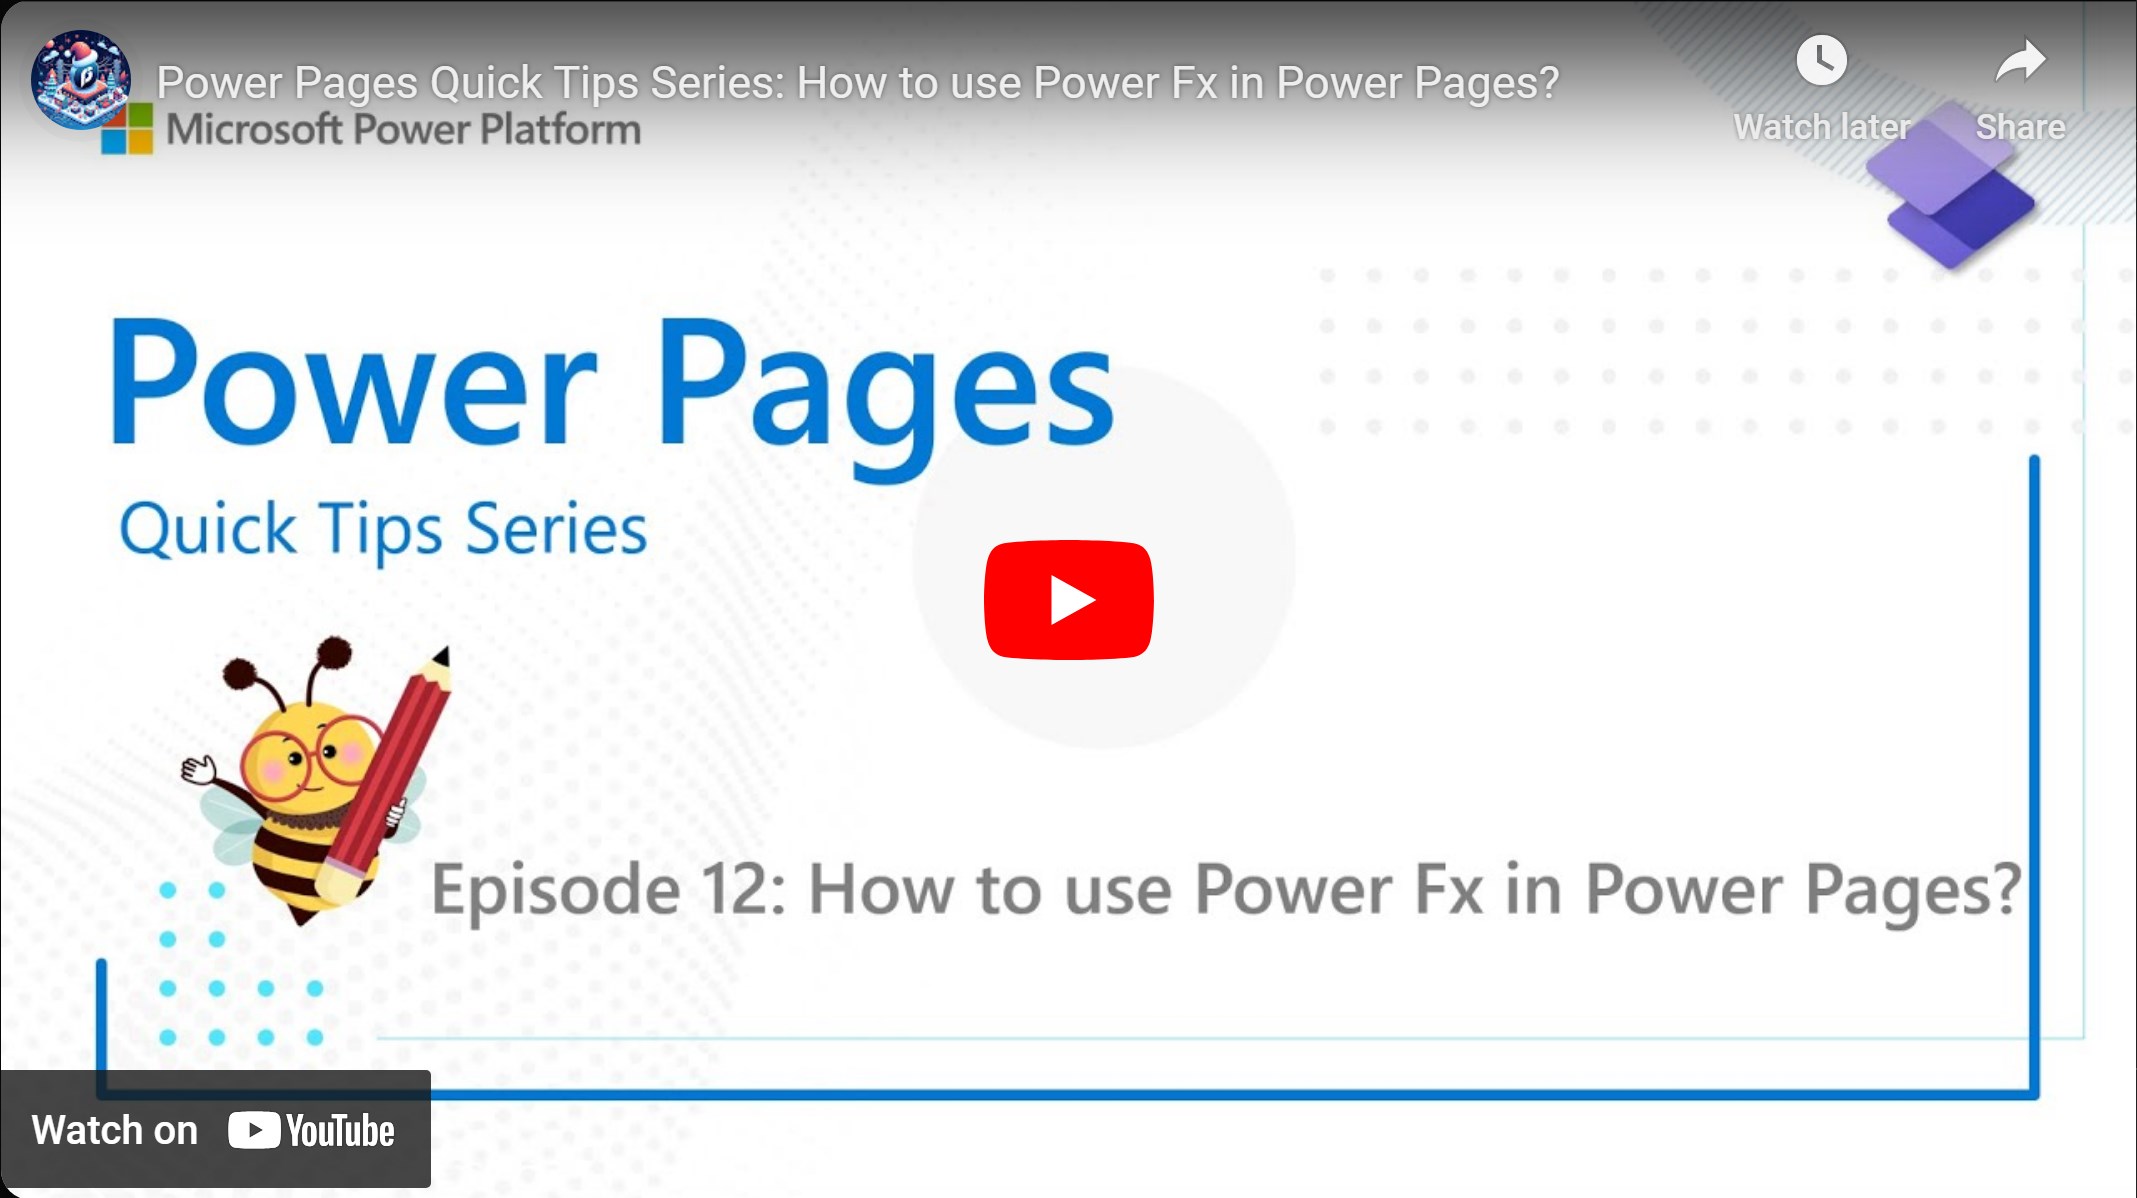 Power Pages Quick Tips Series: How to use Power Fx in Power Pages?
Watch later
Share
Microsoft Power Platform
Power Pages
Quick Tips Series
Episode 12: How to use Power Fx in Power Pages?
Watch on YouTube